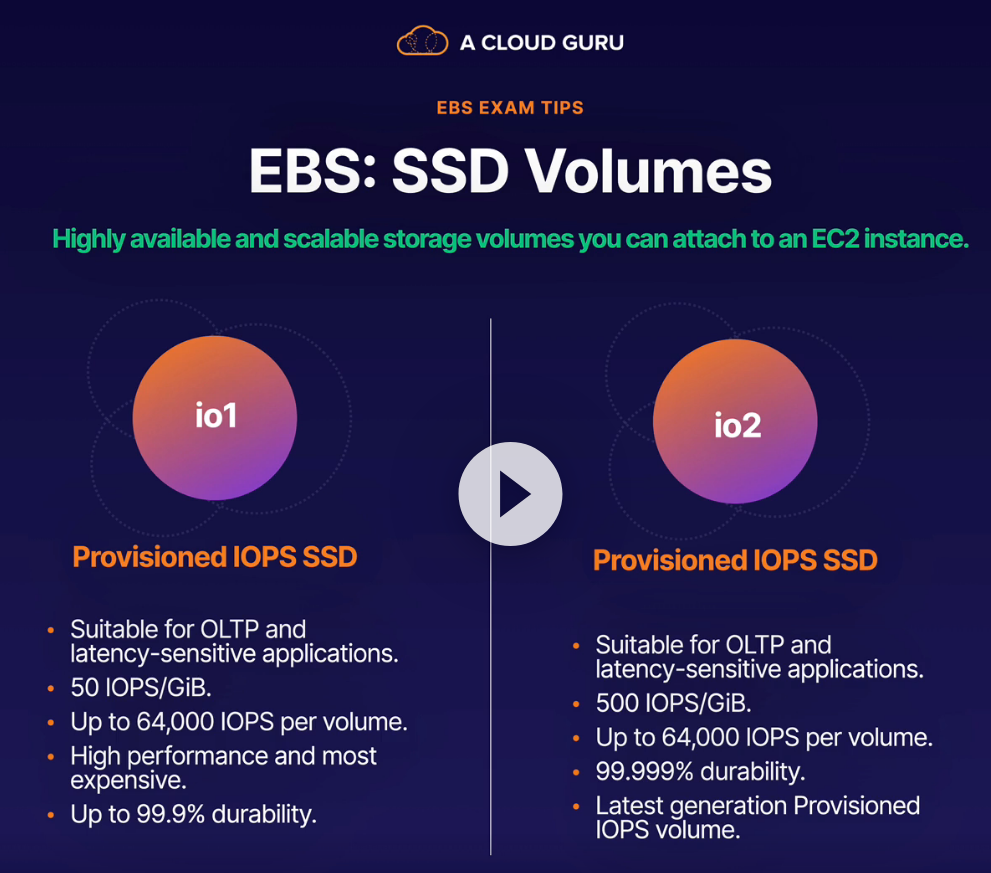 A CLOUD GURU
EBS EXAM TIPS
EBS: SSD Volumes
Highly available and scalable storage volumes you can attach to an EC2 instance.
io1
Provisioned IOPS SSD
• Suitable for OLTP and
latency-sensitive applications.
• 50 IOPS/GiB.
• Up to 64,000 IOPS per volume.
• High performance and most
expensive.
• Up to 99.9% durability.
io2
Provisioned IOPS SSD
• Suitable for OLTP and
latency-sensitive applications.
• 500 IOPS/GiB.
• Up to 64,000 IOPS per volume.
• 99.999% durability.
• Latest generation Provisioned
IOPS volume.